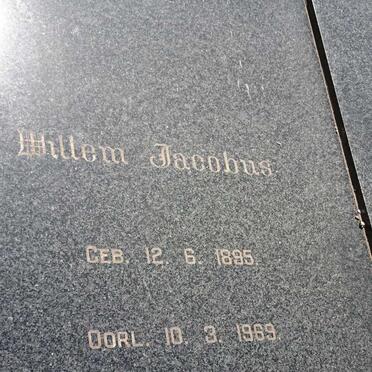 Willem Jacobus
GEB. 12. 6. 1895.
OORL. 10. 3. 1969.